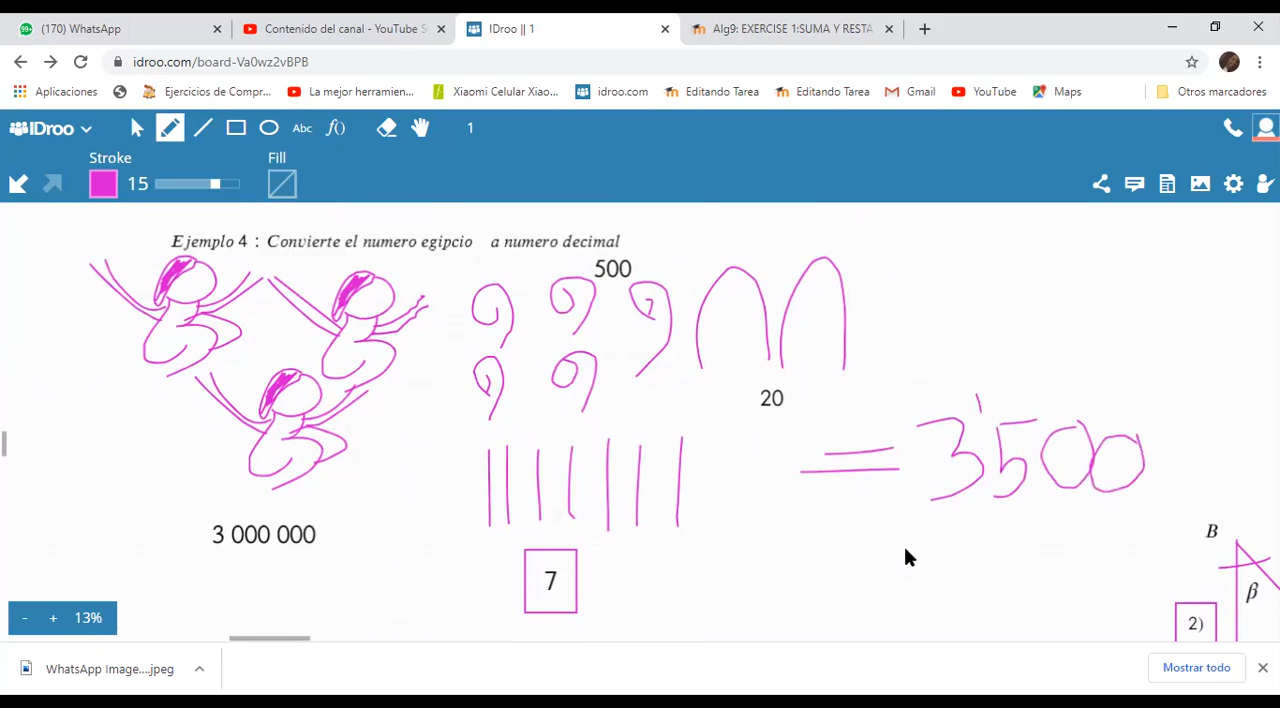 (170) WhatsApp
Contenido del canal - YouTube S
IDroo || 1
Alg9: EXERCISE 1:SUMA Y RESTA
idroo.com/board-Va0wz2vBPB
Aplicaciones
Ejercicios de Compr...
La mejor herramien...
Xiaomi Celular Xiao...
idroo.com
Editando Tarea
Editando Tarea
Gmail
YouTube
Maps
Otros marcadores
IDroo
Abc
f()
1
Stroke
15
Fill
Ejemplo 4 : Convierte el numero egipcio a numero decimal
500
20
= 3'500
3 000 000
7
B
β
2)
- + 13%
WhatsApp Image....jpeg
Mostrar todo